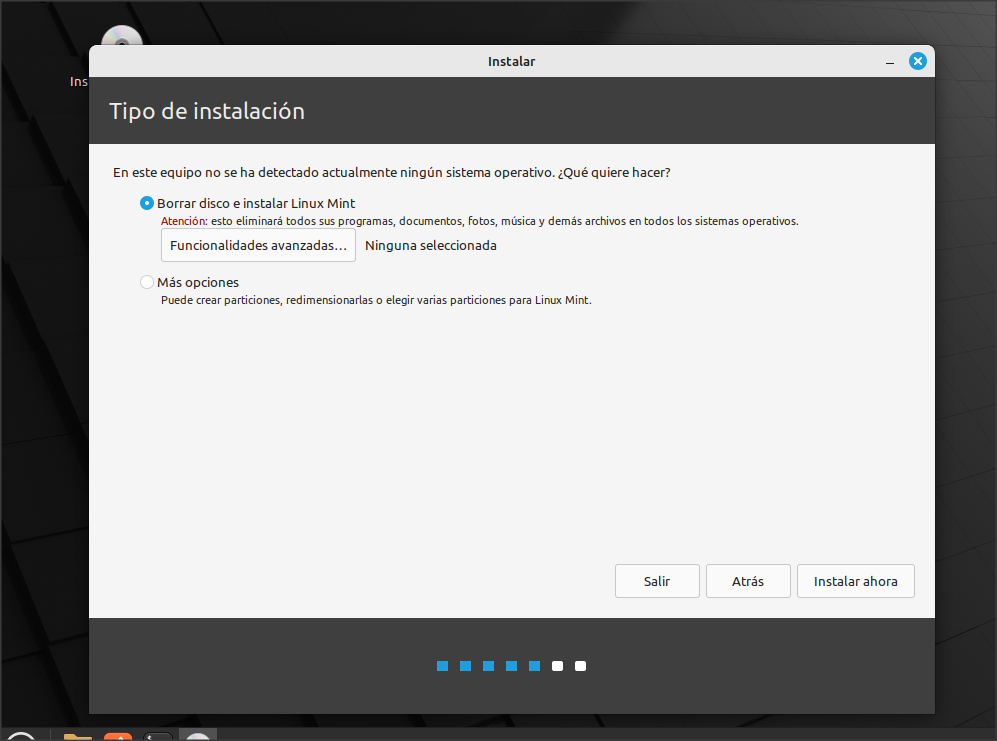 Instalar
Ins
Tipo de instalación
En este equipo no se ha detectado actualmente ningún sistema operativo. ¿Qué quiere hacer?
Borrar disco e instalar Linux Mint
Atención: esto eliminará todos sus programas, documentos, fotos, música y demás archivos en todos los sistemas operativos.
Funcionalidades avanzadas... Ninguna seleccionada
Más opciones
Puede crear particiones, redimensionarlas o elegir varias particiones para Linux Mint.
Salir Atrás Instalar ahora